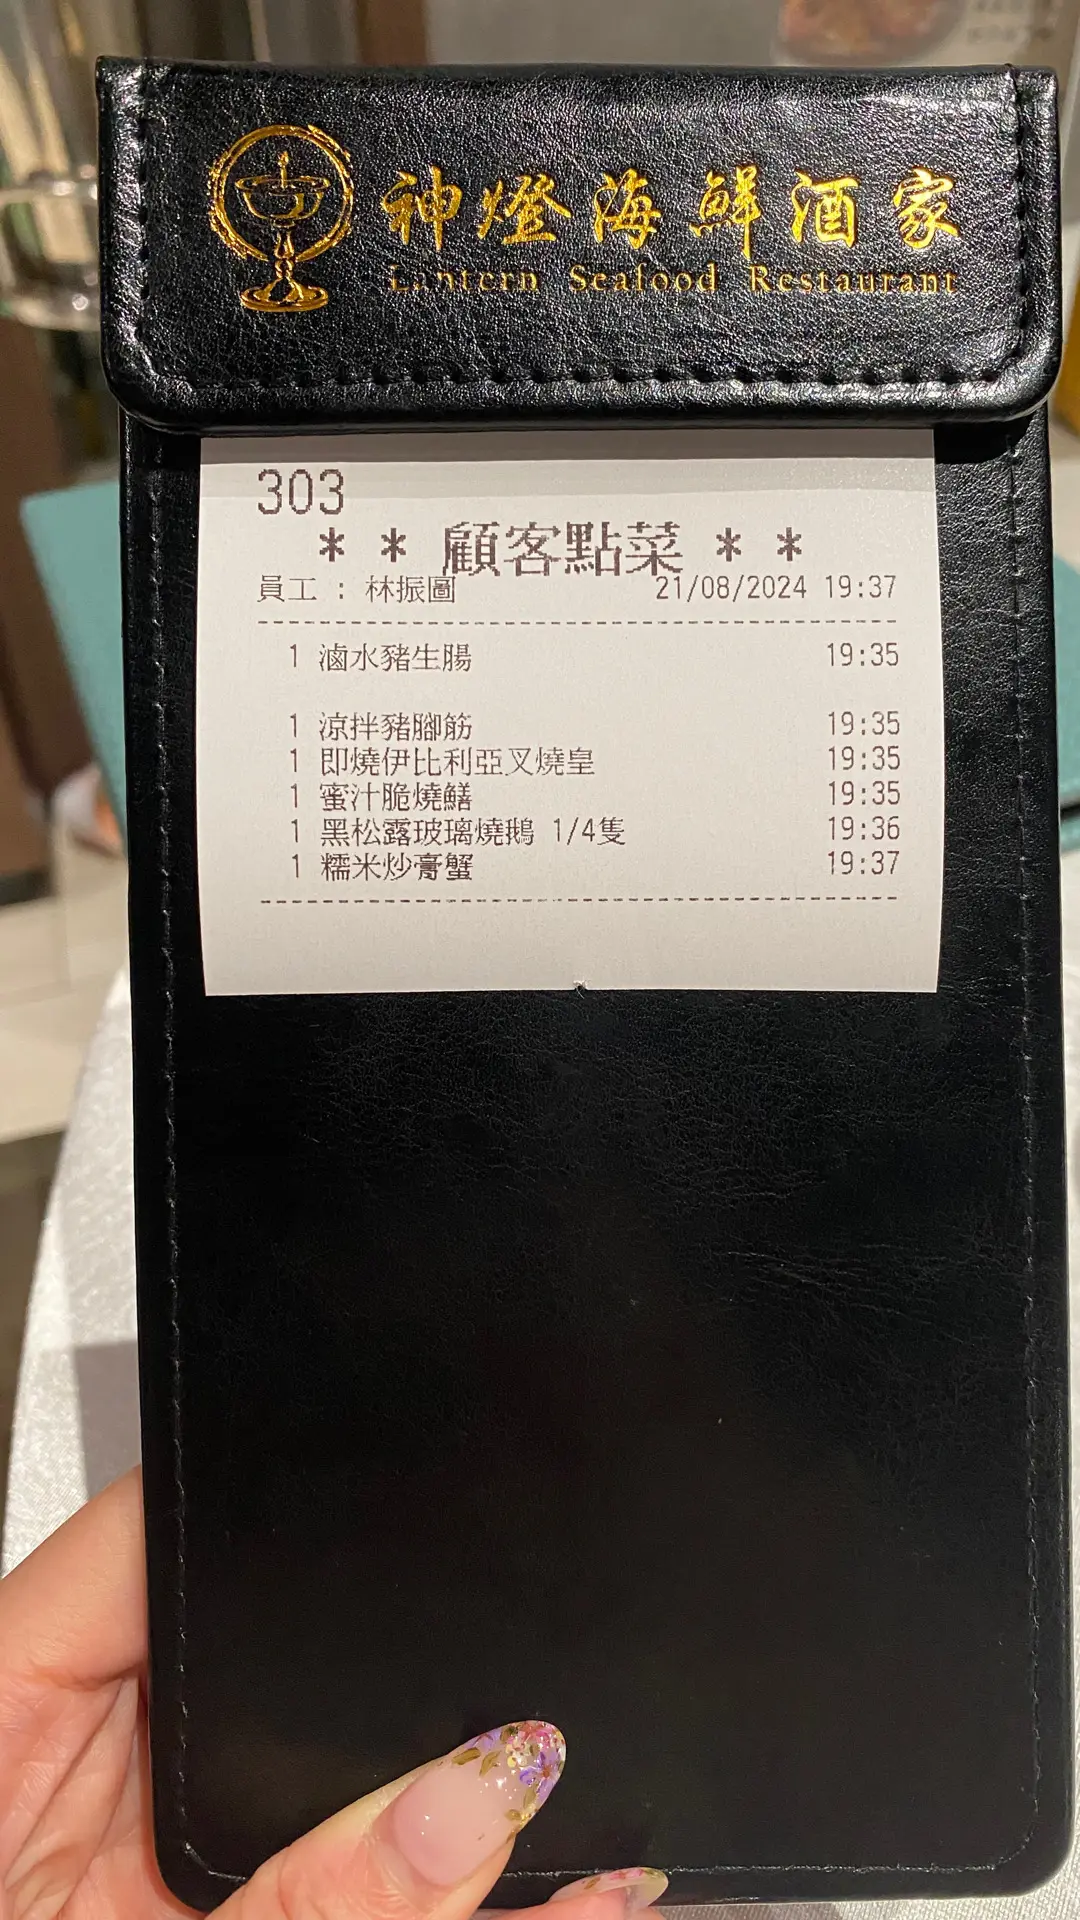 神燈海鮮酒家
Lantern Seafood Restaurant
303
* * 顧客點菜 * *
員工 : 林振圖 21/08/2024 19:37
1 滷水豬生腸 19:35
1 涼拌豬腳筋 19:35
1 即燒伊比利亞叉燒皇 19:35
1 蜜汁脆燒鱔 19:35
1 黑松露玻璃燒鵝 1/4隻 19:36
1 糯米炒膏蟹 19:37